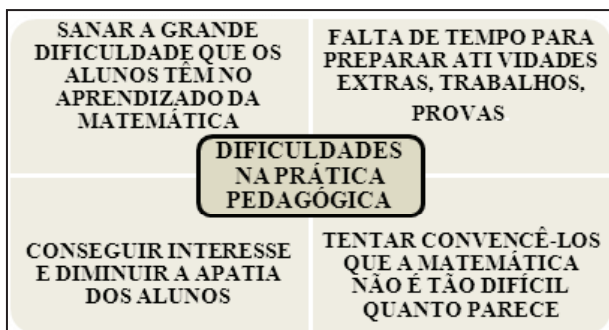 SANAR A GRANDE
DIFICULDADE QUE OS
ALUNOS TÊM NO
APRENDIZADO DA
MATEMÁTICA
FALTA DE TEMPO PARA
PREPARAR ATI VIDADES
EXTRAS, TRABALHOS,
PROVAS.
DIFICULDADES
NA PRÁTICA
PEDAGÓGICA
CONSEGUIR INTERESSE
E DIMINUIR A APATIA
DOS ALUNOS
TENTAR CONVENCÊ-LOS
QUE A MATEMÁTICA
NÃO É TÃO DIFÍCIL
QUANTO PARECE